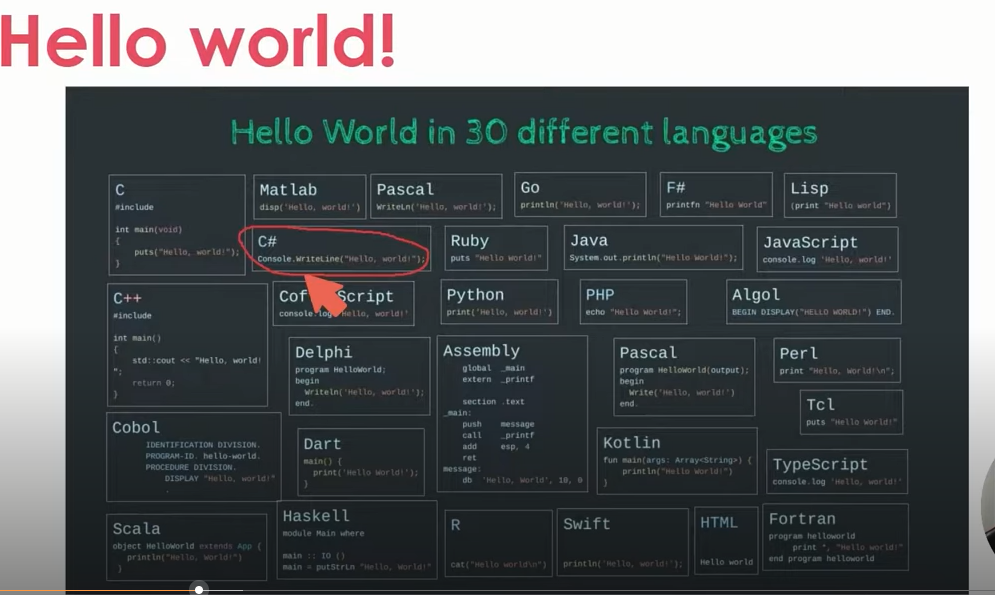 Hello world!
Hello World in 30 different languages
C
#include
int main(void)
{
puts("Hello, world!");
}
Matlab
disp('Hello, world!')
Pascal
WriteLn('Hello, world!');
Go
println('Hello, world!');
F#
printfn "Hello World"
Lisp
(print "Hello world")
C#
Console.WriteLine("Hello, world!");
Ruby
puts "Hello World!"
Java
System.out.println("Hello World!");
JavaScript
console.log 'Hello, world!'
C++
#include
int main()
{
std::cout << "Hello, world!
";
return 0;
}
Script
Hello, world!'
Python
print('Hello, world!')
PHP
echo "Hello World!";
Algol
BEGIN DISPLAY("HELLO WORLD!") END.
Delphi
program HelloWorld;
begin
Writeln('Hello, world!');
end.
Assembly
global _main
extern _printf
section .text
_main:
push message
call _printf
add esp, 4
ret
message:
db 'Hello, World', 10, 0
Pascal
program HelloWorld(output);
begin
Write('Hello, world!')
end.
Perl
print "Hello, World!\n";
Tcl
puts "Hello World!"
Cobol
IDENTIFICATION DIVISION.
PROGRAM-ID. hello-world.
PROCEDURE DIVISION.
DISPLAY "Hello, world!"
.
Dart
main() {
print('Hello World!');
}
Kotlin
fun main(args: Array<String>) {
println("Hello World!")
}
TypeScript
console.log 'Hello, world!'
Scala
object HelloWorld extends App {
println("Hello, World!")
}
Haskell
module Main where
main :: IO ()
main = putStrLn "Hello, World!"
R
cat("Hello world\n")
Swift
println('Hello, world!');
HTML
Hello world
Fortran
program helloworld
print *, "Hello world!"
end program helloworld